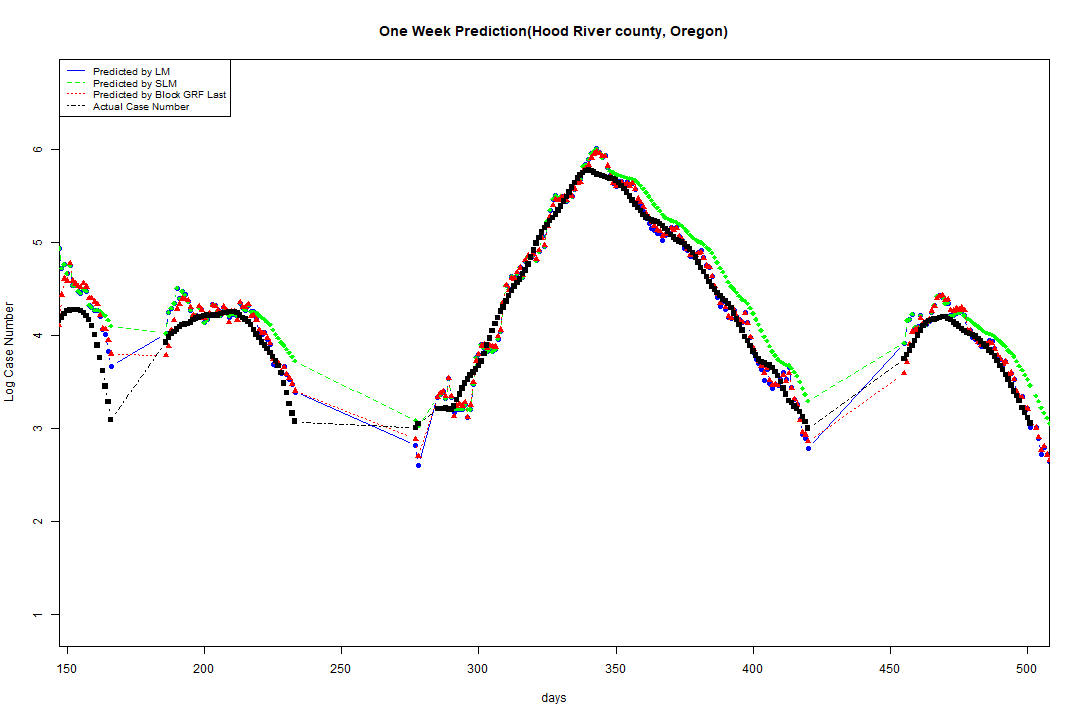 One Week Prediction(Hood River county, Oregon)
Predicted by LM
Predicted by SLM
Predicted by Block GRF Last
Actual Case Number
6
5
4
3
2
1
Log Case Number
150 200 250 300 350 400 450 500
days